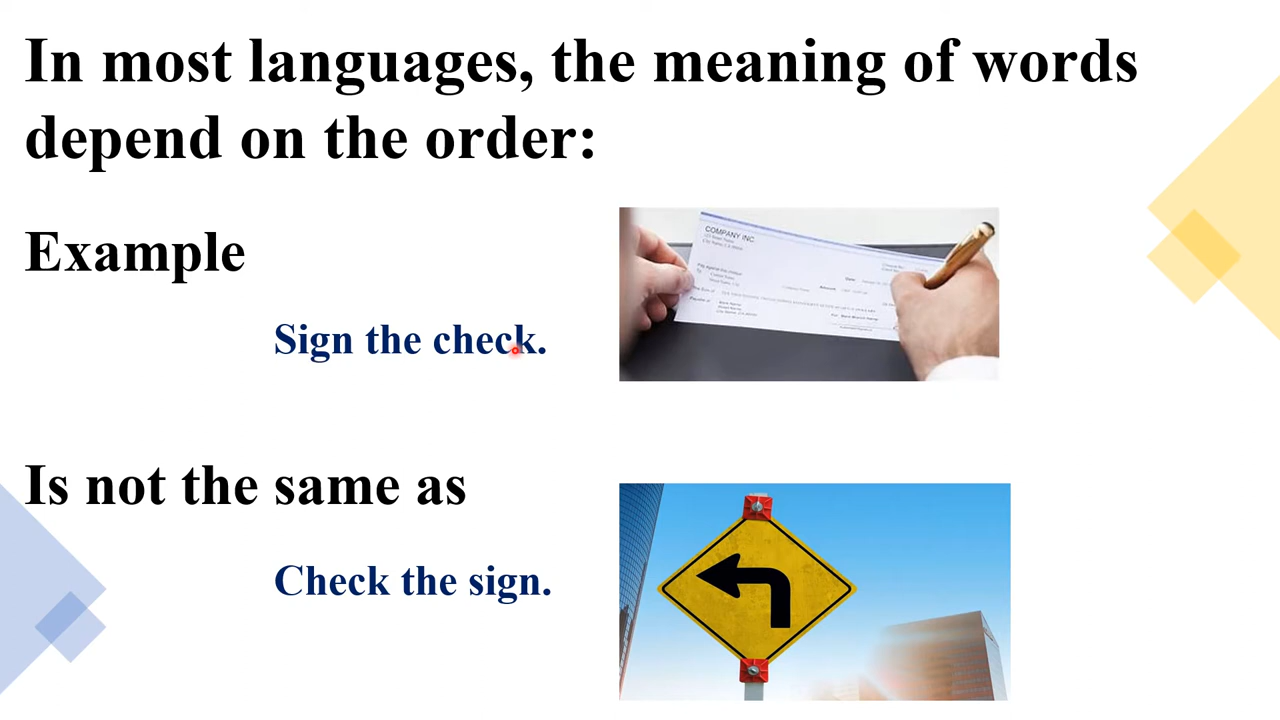 In most languages, the meaning of words
depend on the order:
Example
Sign the check.
COMPANY INC
Is not the same as
Check the sign.